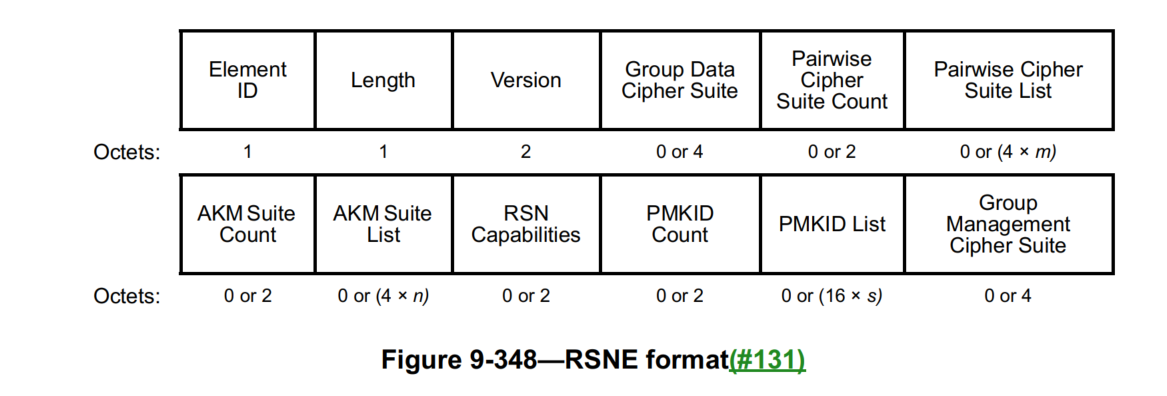 Element ID
Length
Version
Group Data Cipher Suite
Pairwise Cipher Suite Count
Pairwise Cipher Suite List
Octets: 1 1 2 0 or 4 0 or 2 0 or (4 × m)
AKM Suite Count
AKM Suite List
RSN Capabilities
PMKID Count
PMKID List
Group Management Cipher Suite
Octets: 0 or 2 0 or (4 × n) 0 or 2 0 or 2 0 or (16 × s) 0 or 4
Figure 9-348—RSNE format(#131)